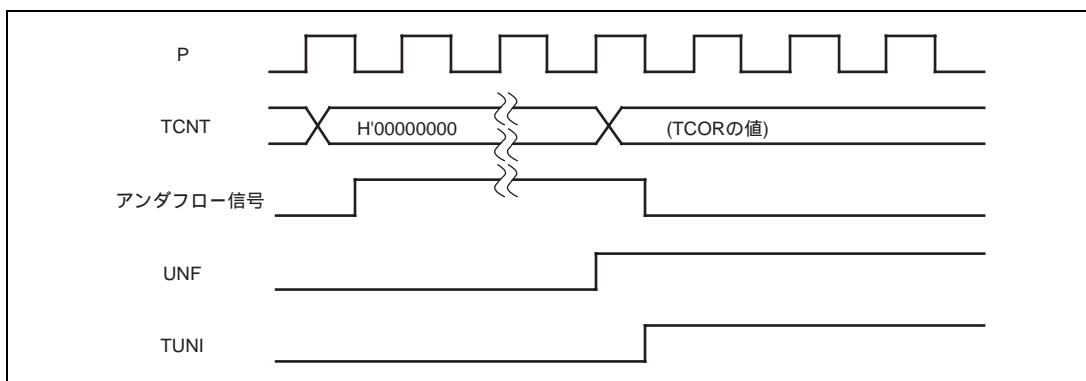 P
TCNT
H'00000000
(TCORの値)
アンダフロー信号
UNF
TUNI